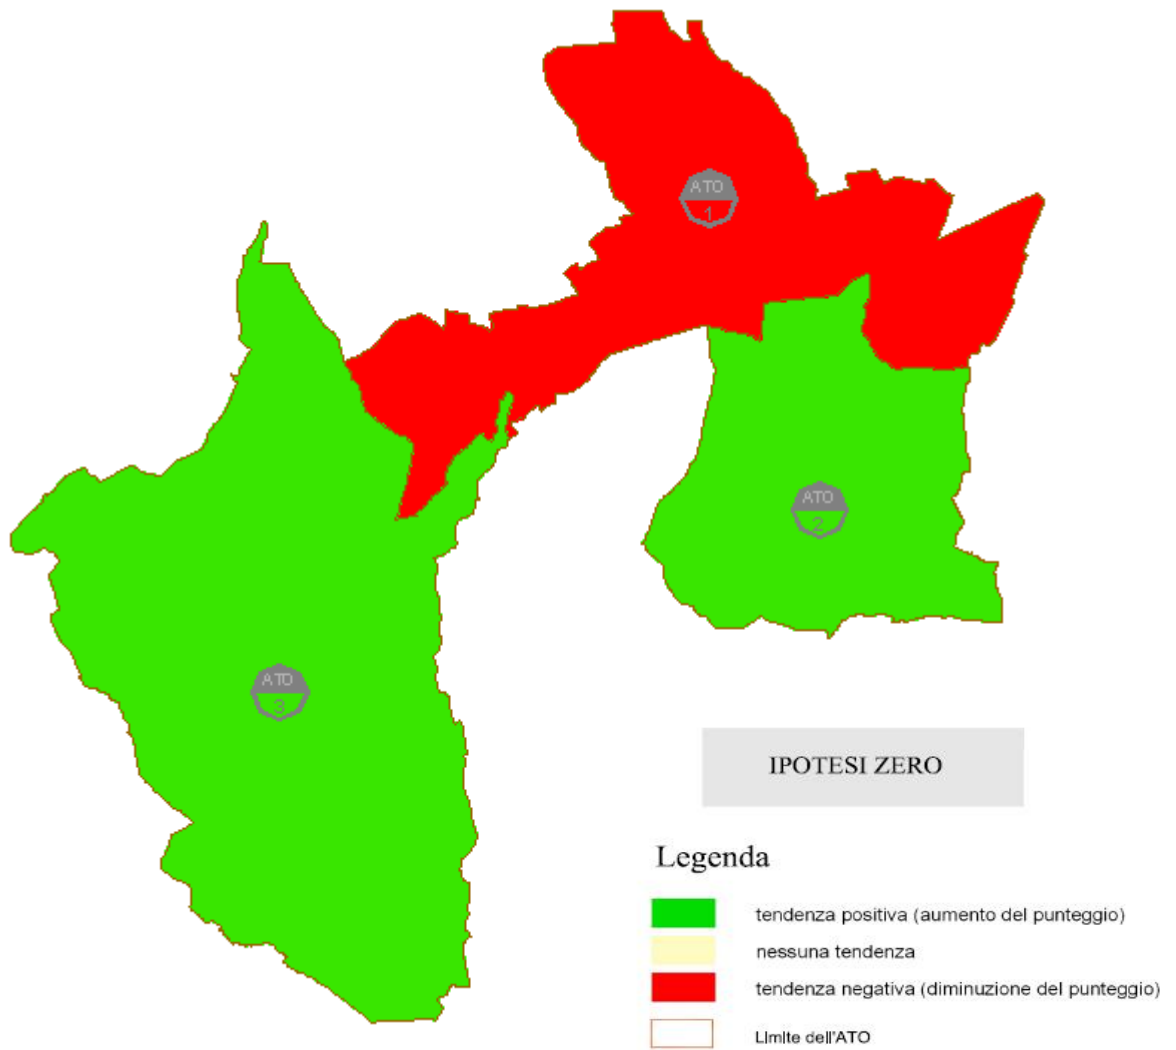 ATO
1
ATO
2
ATO
3
IPOTESI ZERO
Legenda
tendenza positiva (aumento del punteggio)
nessuna tendenza
tendenza negativa (diminuzione del punteggio)
Limite dell'ATO